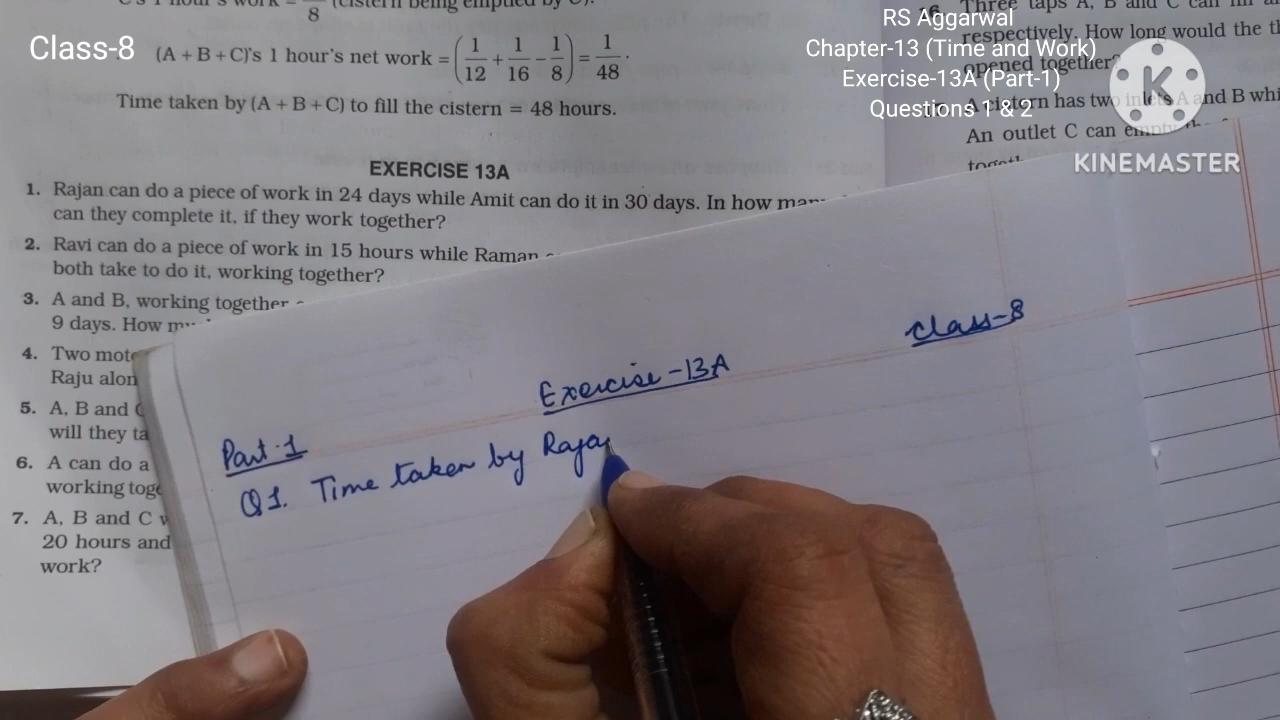 8 (cistern being emptied by C).
Class-8
(A + B + C)'s 1 hour's net work = (1/12 + 1/16 − 1/8) = 1/48.
Time taken by (A + B + C) to fill the cistern = 48 hours.
EXERCISE 13A
1. Rajan can do a piece of work in 24 days while Amit can do it in 30 days. In how
can they complete it, if they work together?
2. Ravi can do a piece of work in 15 hours while Raman
both take to do it, working together?
3. A and B, working together
9 days. How
4. Two
Raju
5. A, B and
will they
6. A can do a
working
7. A, B and C
20 hours and
work?
Three taps A, B and C can
respectively. How long would the
opened together?
A cistern has two inlets A and B
An outlet C can empty
RS Aggarwal
Chapter-13 (Time and Work)
Exercise-13A (Part-1)
Questions 1 & 2
K
KINEMASTER
Class-8
Exercise-13A
Part-1
Q1. Time taken by Raja